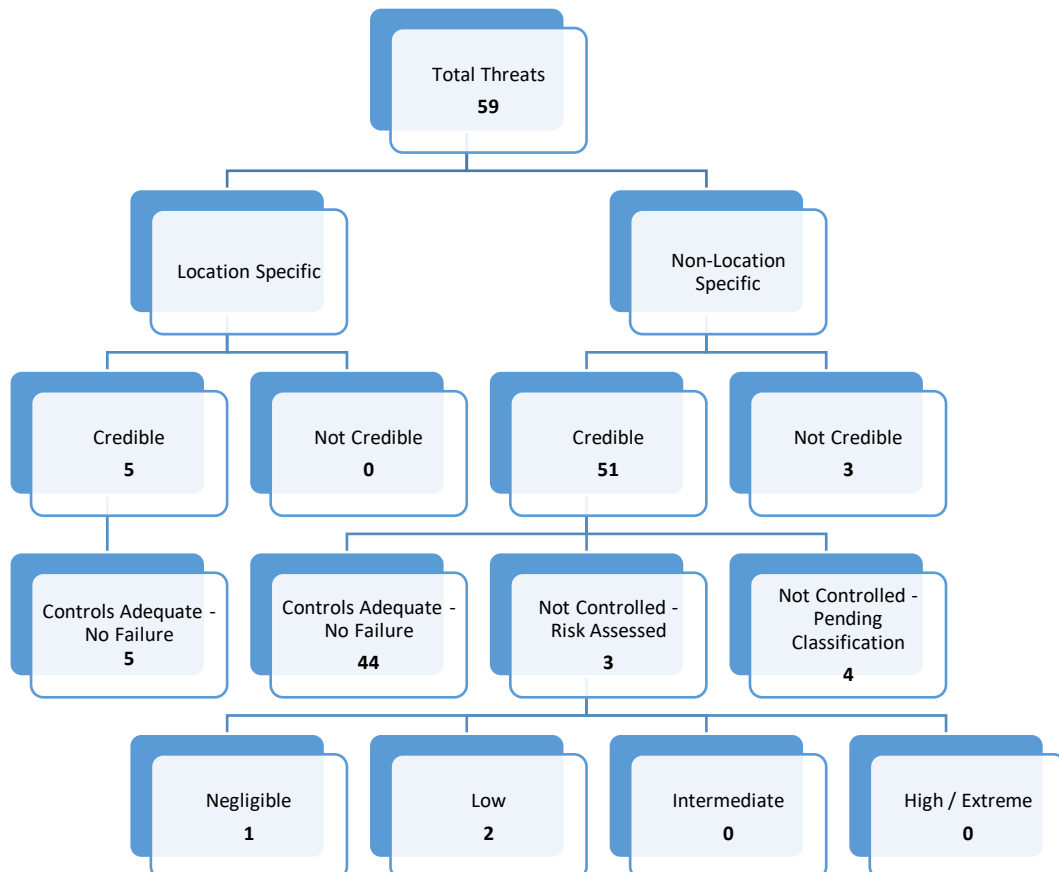 Total Threats
59
Location Specific
Non-Location
Specific
Credible
5
Not Credible
0
Credible
51
Not Credible
3
Controls Adequate -
No Failure
5
Controls Adequate -
No Failure
44
Not Controlled -
Risk Assessed
3
Not Controlled -
Pending
Classification
4
Negligible
1
Low
2
Intermediate
0
High / Extreme
0